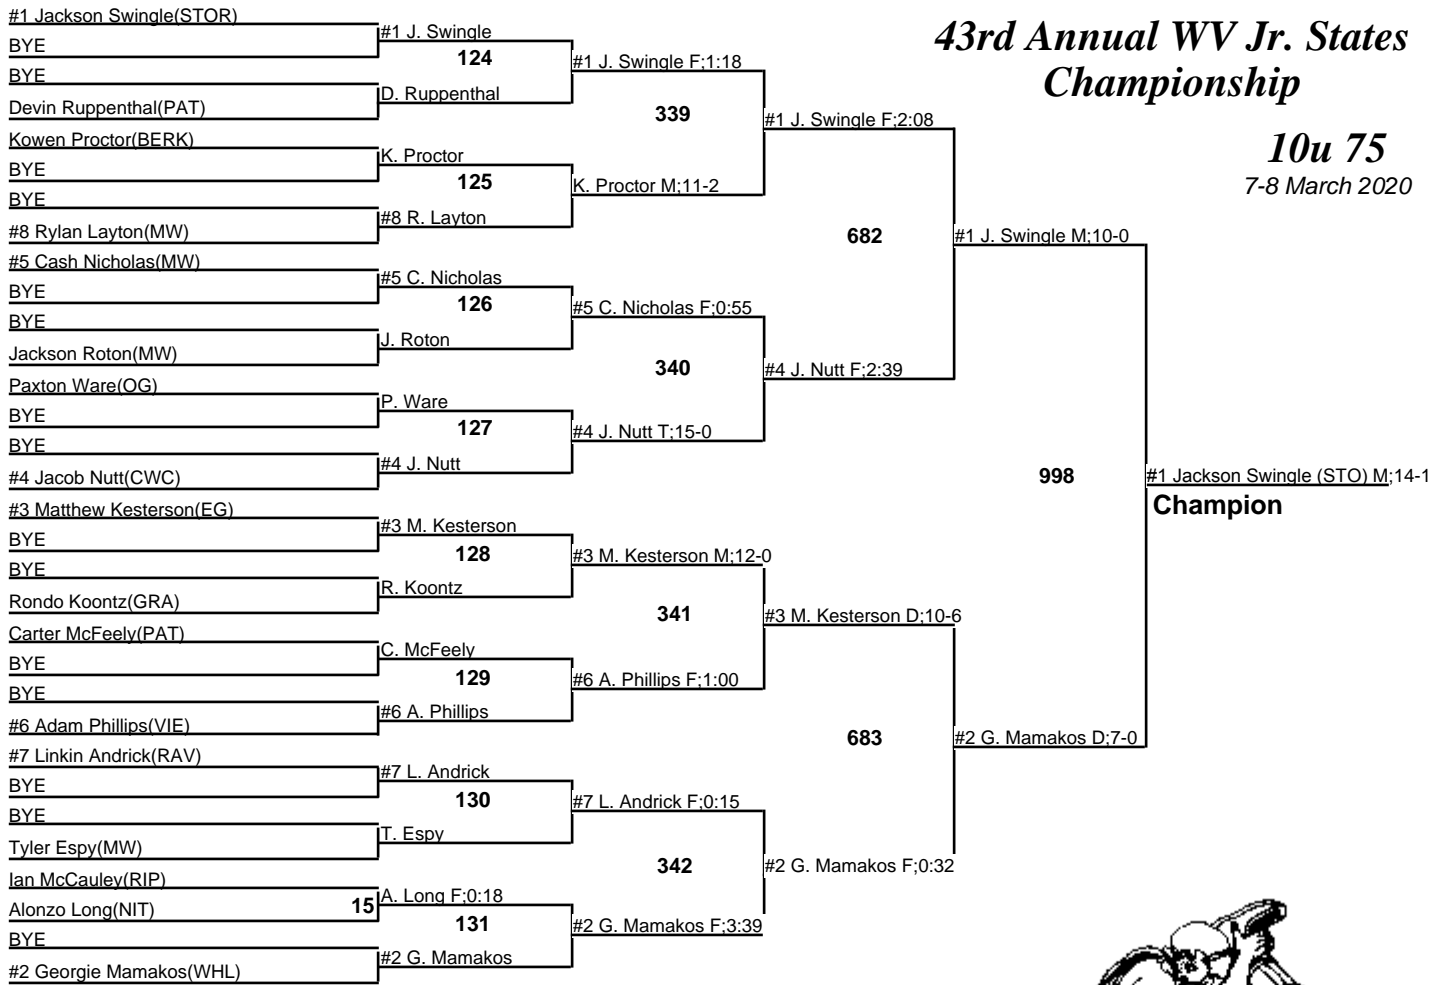 43rd Annual WV Jr. States
Championship
10u 75
7-8 March 2020
#1 Jackson Swingle(STOR)
BYE
BYE
Devin Ruppenthal(PAT)
Kowen Proctor(BERK)
BYE
BYE
#8 Rylan Layton(MW)
#5 Cash Nicholas(MW)
BYE
BYE
Jackson Roton(MW)
Paxton Ware(OG)
BYE
BYE
#4 Jacob Nutt(CWC)
#3 Matthew Kesterson(EG)
BYE
BYE
Rondo Koontz(GRA)
Carter McFeely(PAT)
BYE
BYE
#6 Adam Phillips(VIE)
#7 Linkin Andrick(RAV)
BYE
BYE
Tyler Espy(MW)
Ian McCauley(RIP)
Alonzo Long(NIT)
BYE
#2 Georgie Mamakos(WHL)
15
#1 J. Swingle
124
D. Ruppenthal
K. Proctor
125
#8 R. Layton
#5 C. Nicholas
126
J. Roton
P. Ware
127
#4 J. Nutt
#3 M. Kesterson
128
R. Koontz
C. McFeely
129
#6 A. Phillips
#7 L. Andrick
130
T. Espy
A. Long F;0:18
131
#2 G. Mamakos
#1 J. Swingle F;1:18
339
K. Proctor M;11-2
#5 C. Nicholas F;0:55
340
#4 J. Nutt T;15-0
#3 M. Kesterson M;12-0
341
#6 A. Phillips F;1:00
#7 L. Andrick F;0:15
342
#2 G. Mamakos F;3:39
#1 J. Swingle F;2:08
682
#4 J. Nutt F;2:39
#3 M. Kesterson D;10-6
683
#2 G. Mamakos F;0:32
#1 J. Swingle M;10-0
998
#2 G. Mamakos D;7-0
#1 Jackson Swingle (STO) M;14-1
Champion